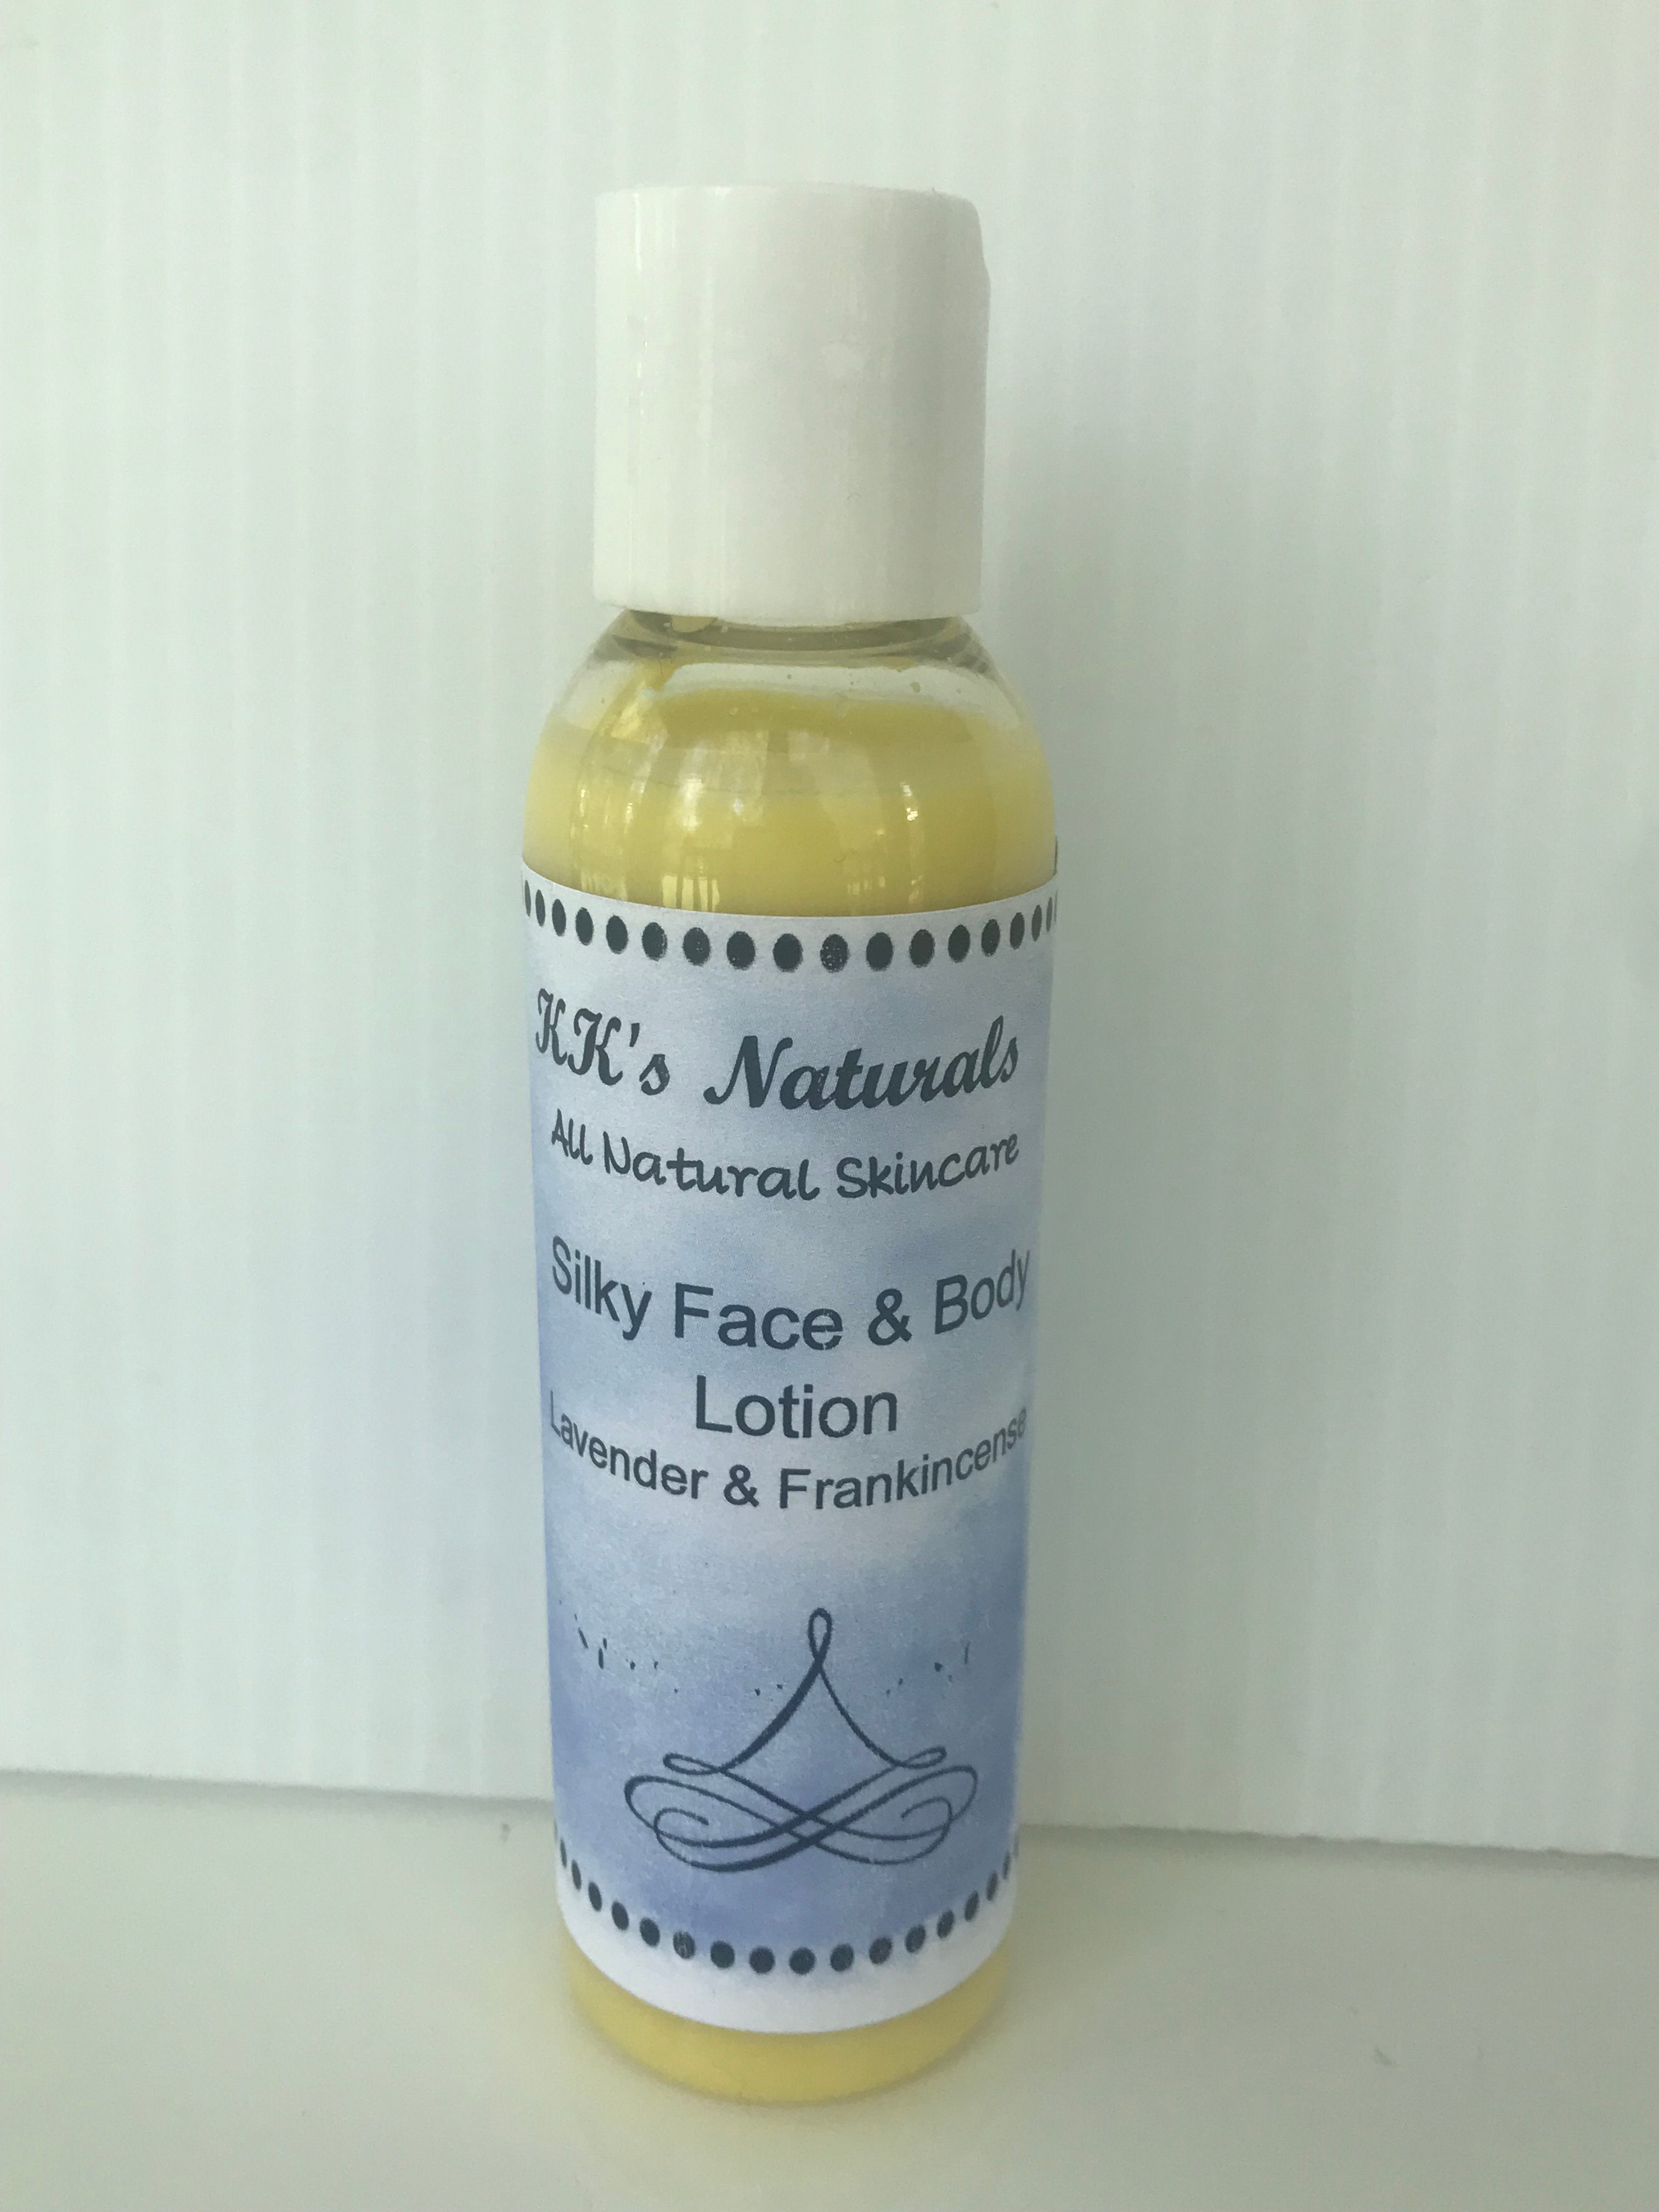 KK's Naturals
All Natural Skincare
Silky Face & Body
Lotion
Lavender & Frankincense